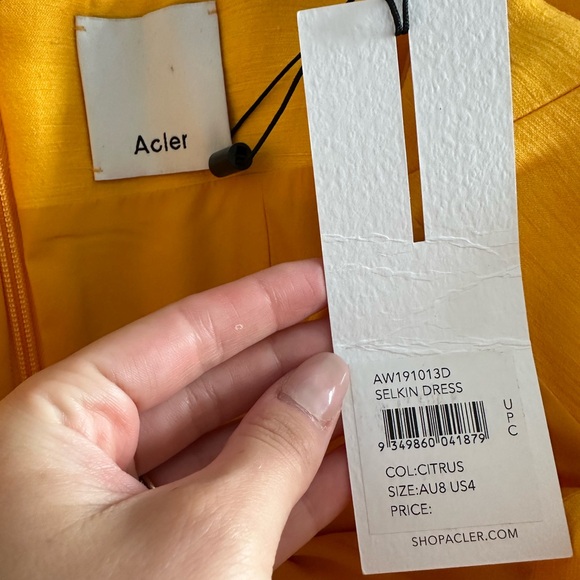 Acler
AW191013D
SELKIN DRESS
9 349860 041879
UPC
COL:CITRUS
SIZE:AU8 US4
PRICE:
SHOPACLER.COM